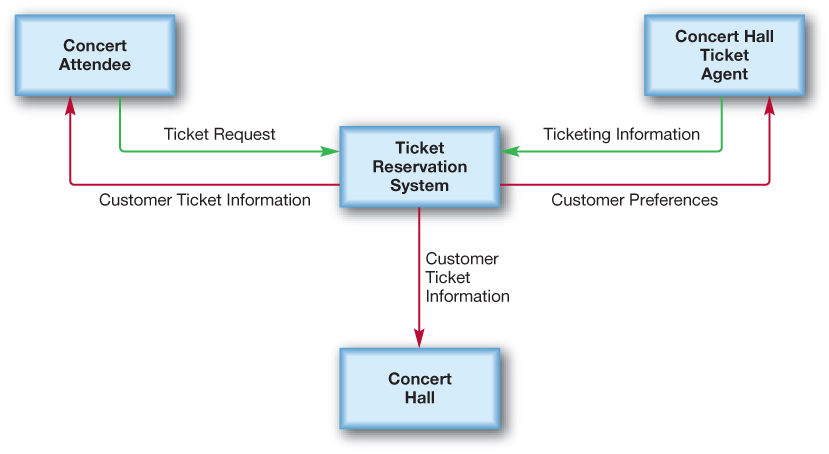 Concert
Attendee
Concert Hall
Ticket
Agent
Ticket Request
Ticketing Information
Ticket
Reservation
System
Customer Ticket Information
Customer Preferences
Customer
Ticket
Information
Concert
Hall